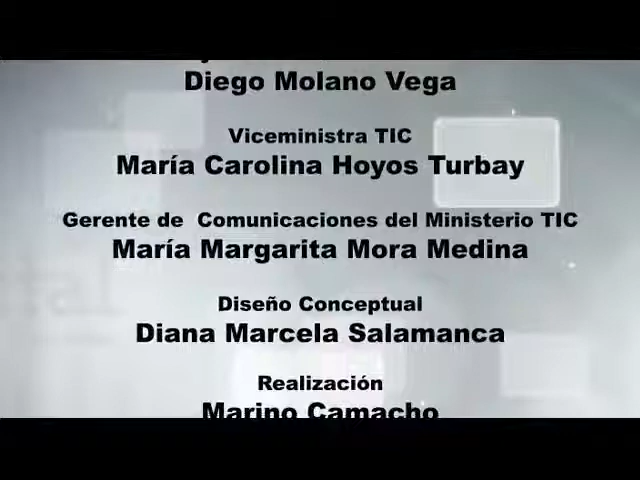 Diego Molano Vega
Viceministra TIC
María Carolina Hoyos Turbay
Gerente de Comunicaciones del Ministerio TIC
María Margarita Mora Medina
Diseño Conceptual
Diana Marcela Salamanca
Realización
Marino Camacho